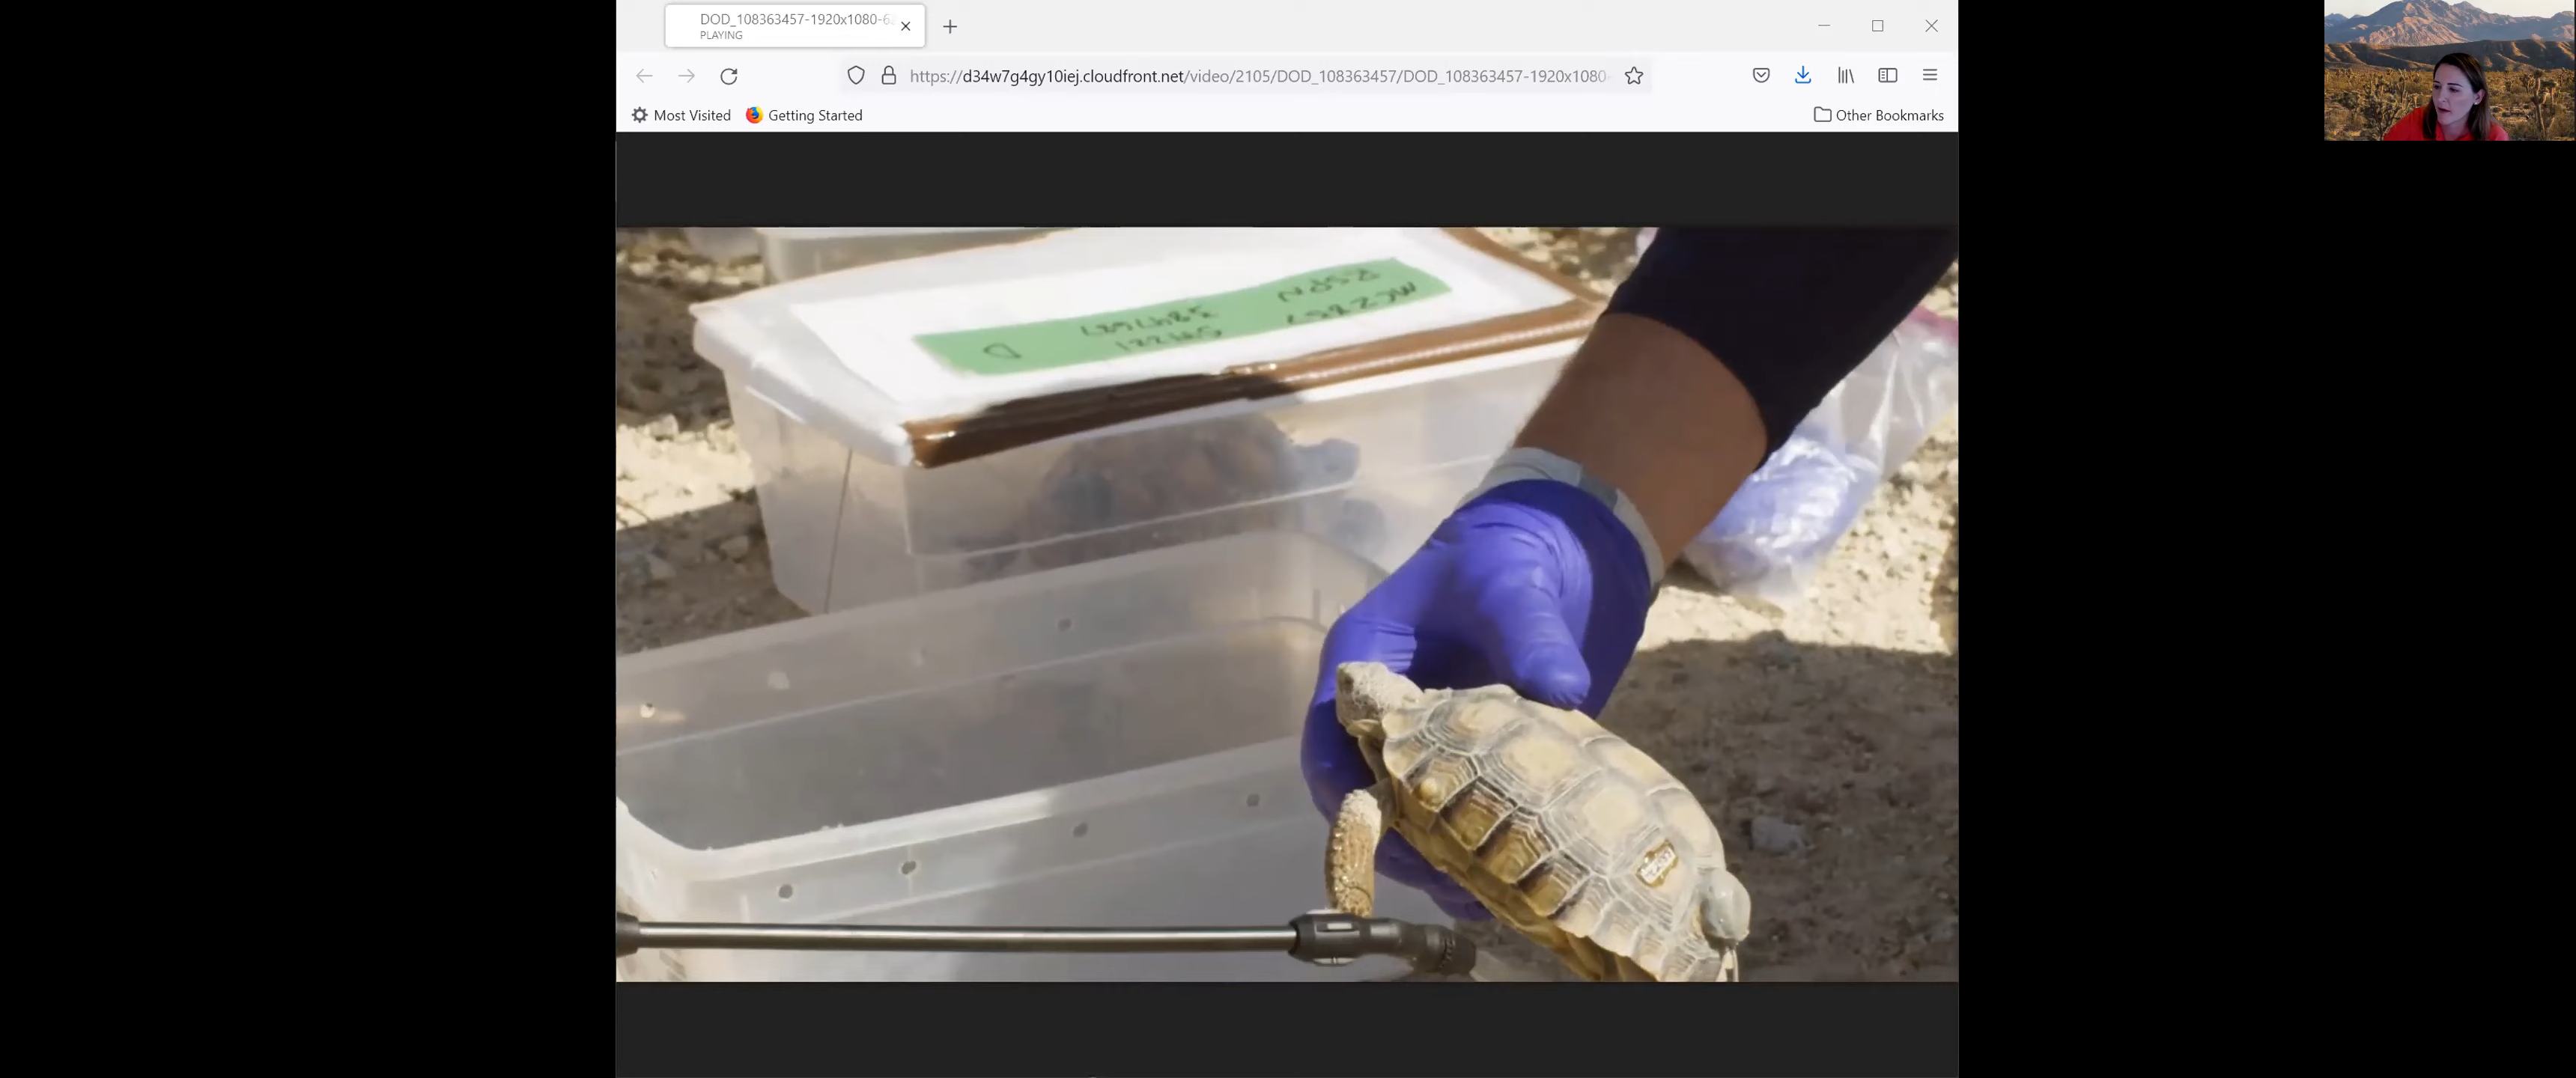 DOD_108363457-1920x1080-6
PLAYING
https://d34w7g4gy10iej.cloudfront.net/video/2105/DOD_108363457/DOD_108363457-1920x1080-
Most Visited
Getting Started
Other Bookmarks